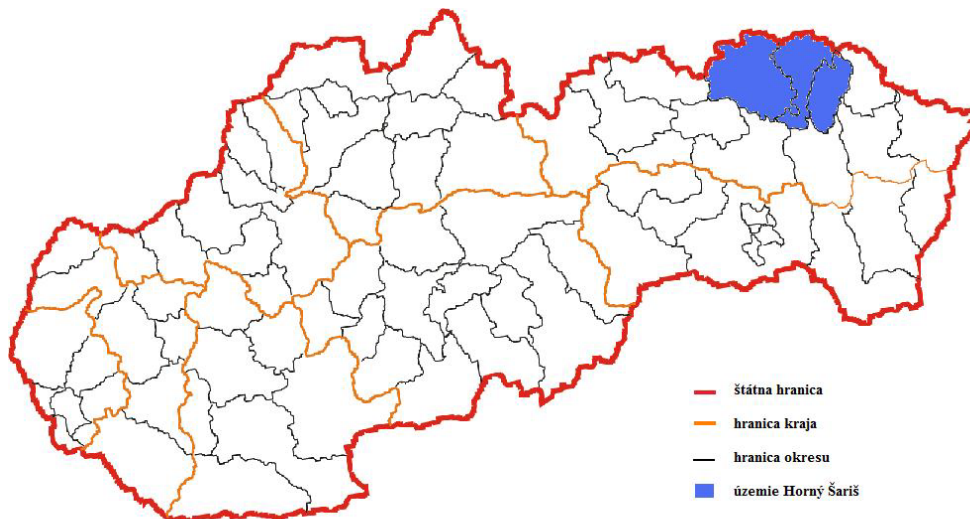 štátna hranica
hranica kraja
hranica okresu
územie Horný Šariš